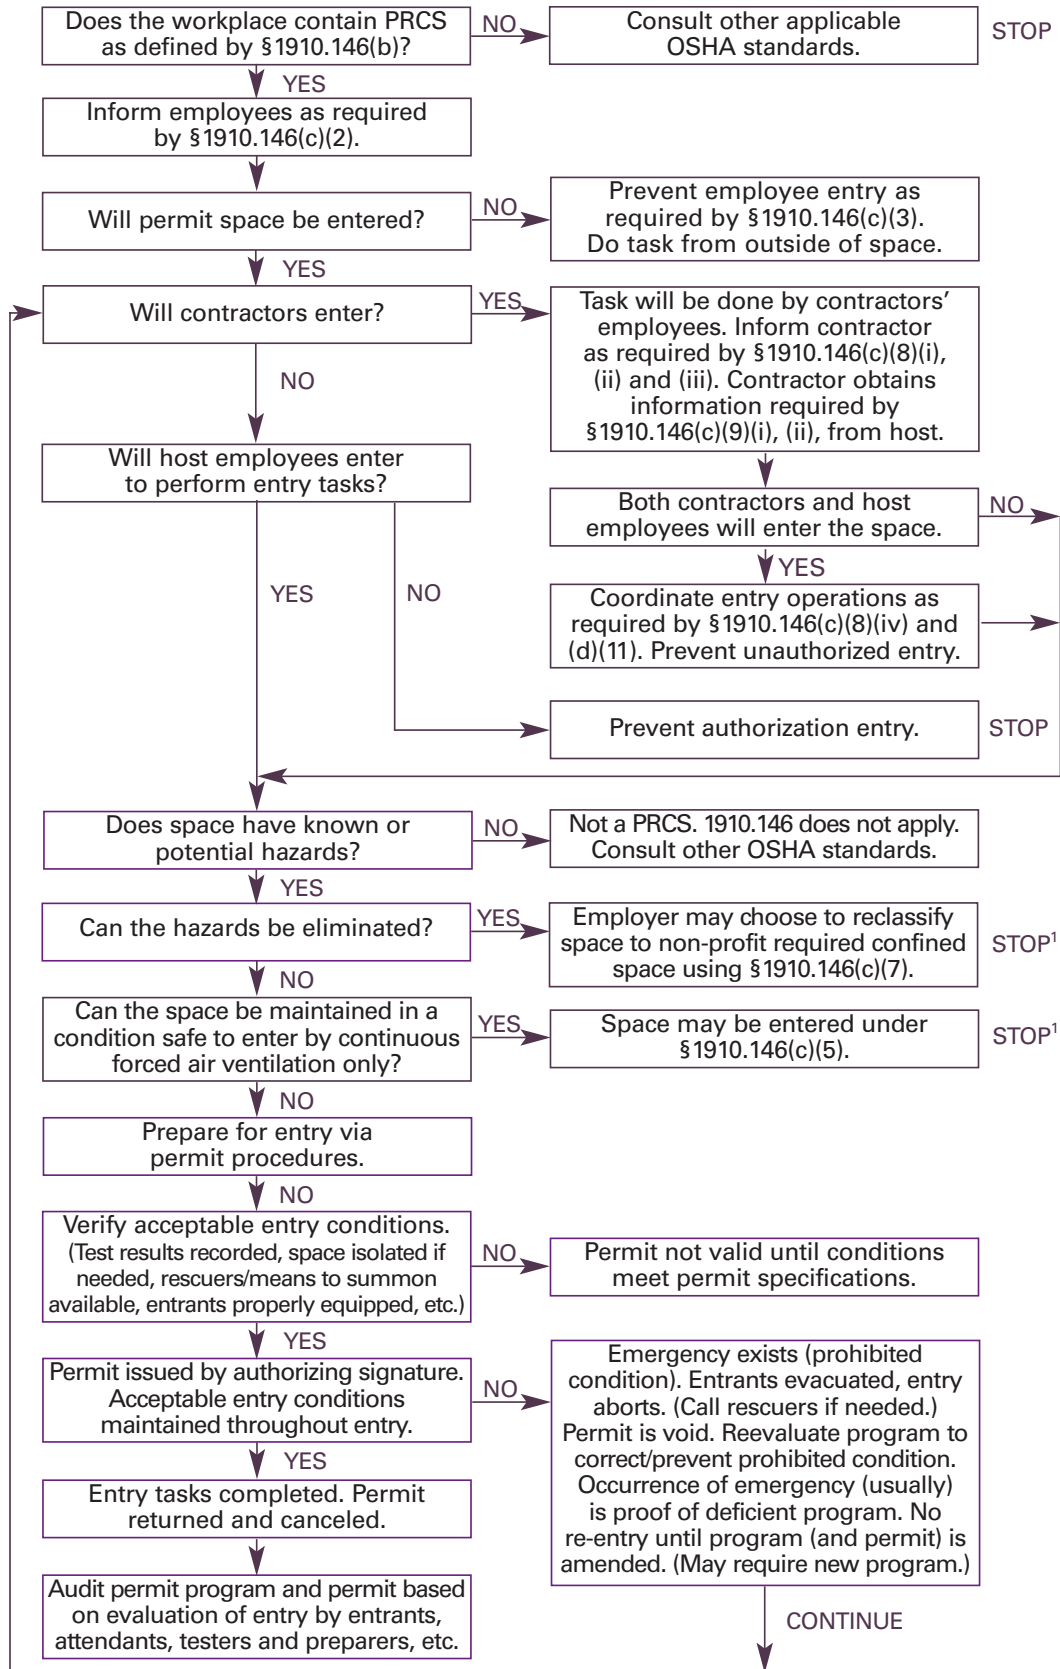 Does the workplace contain PRCS
as defined by §1910.146(b)?
NO
Consult other applicable
OSHA standards.
STOP
YES
Inform employees as required
by §1910.146(c)(2).
Will permit space be entered?
NO
Prevent employee entry as
required by §1910.146(c)(3).
Do task from outside of space.
YES
Will contractors enter?
YES
Task will be done by contractors’
employees. Inform contractor
as required by §1910.146(c)(8)(i),
(ii) and (iii). Contractor obtains
information required by
§1910.146(c)(9)(i), (ii), from host.
NO
Will host employees enter
to perform entry tasks?
Both contractors and host
employees will enter the space.
NO
YES
YES
NO
Coordinate entry operations as
required by §1910.146(c)(8)(iv) and
(d)(11). Prevent unauthorized entry.
Prevent authorization entry.
STOP
Does space have known or
potential hazards?
NO
Not a PRCS. 1910.146 does not apply.
Consult other OSHA standards.
YES
Can the hazards be eliminated?
YES
Employer may choose to reclassify
space to non-profit required confined
space using §1910.146(c)(7).
STOP¹
NO
Can the space be maintained in a
condition safe to enter by continuous
forced air ventilation only?
YES
Space may be entered under
§1910.146(c)(5).
STOP¹
NO
Prepare for entry via
permit procedures.
NO
Verify acceptable entry conditions.
(Test results recorded, space isolated if
needed, rescuers/means to summon
available, entrants properly equipped, etc.)
NO
Permit not valid until conditions
meet permit specifications.
YES
Permit issued by authorizing signature.
Acceptable entry conditions
maintained throughout entry.
NO
Emergency exists (prohibited
condition). Entrants evacuated, entry
aborts. (Call rescuers if needed.)
Permit is void. Reevaluate program to
correct/prevent prohibited condition.
Occurrence of emergency (usually)
is proof of deficient program. No
re-entry until program (and permit) is
amended. (May require new program.)
YES
Entry tasks completed. Permit
returned and canceled.
Audit permit program and permit based
on evaluation of entry by entrants,
attendants, testers and preparers, etc.
CONTINUE